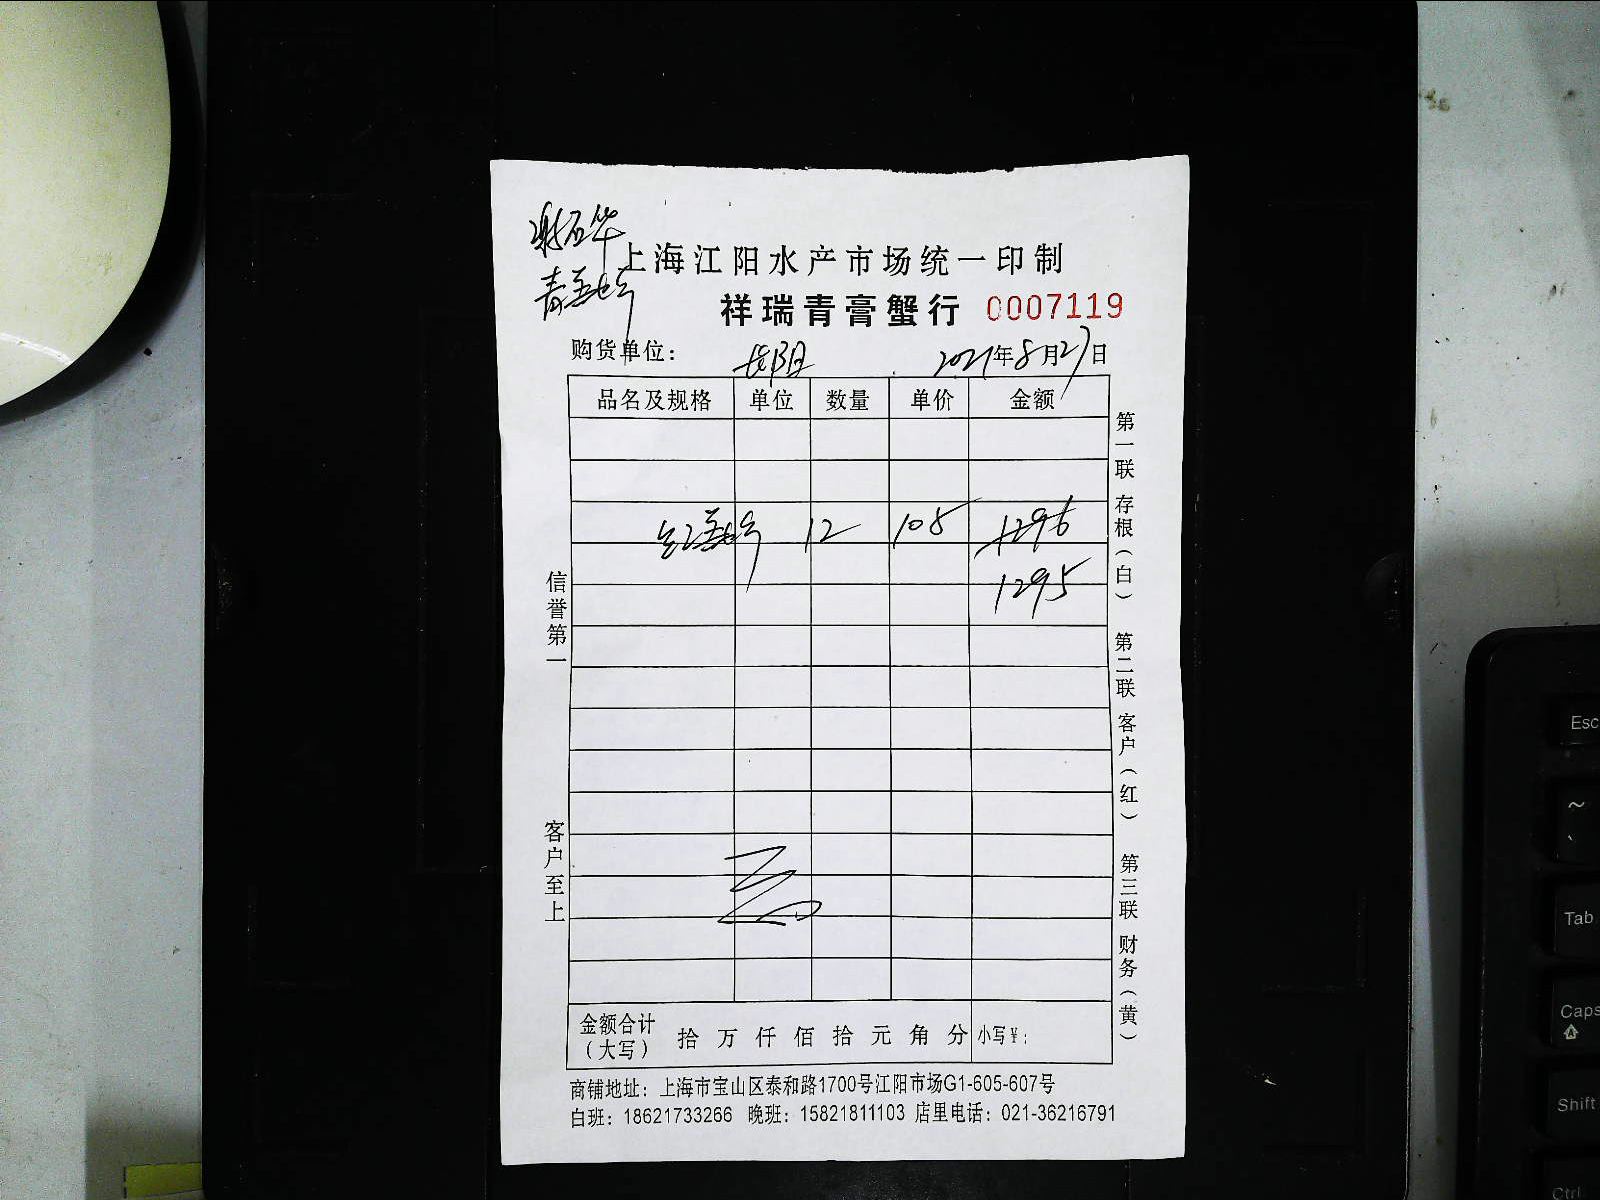 上海江阳水产市场统一印制
祥瑞青膏蟹行 0007119
购货单位： 长阳 2021年8月27日
品名及规格 单位 数量 单价 金额
12 108 1296
1295
信誉第一
客户至上
第一联 存根（白）
第二联 客户（红）
第三联 财务（黄）
金额合计（大写） 拾 万 仟 佰 拾 元 角 分 小写¥：
商铺地址：上海市宝山区泰和路1700号江阳市场G1-605-607号
白班：18621733266 晚班：15821811103 店里电话：021-36216791
Esc
~
`
Tab
Caps
Shift
Ctrl